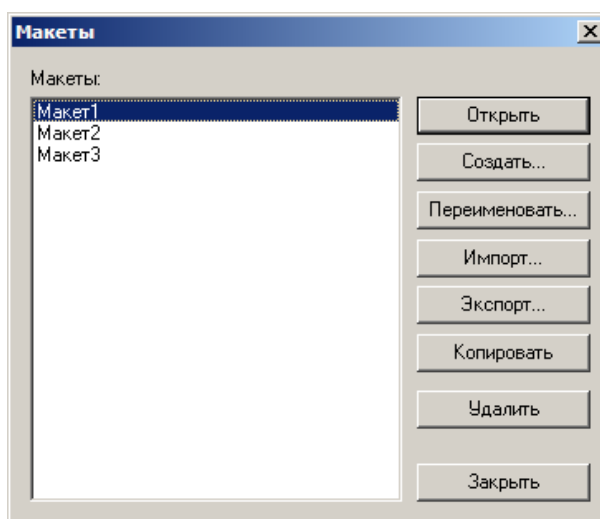 Макеты
Макеты:
Макет1
Макет2
Макет3
Открыть
Создать...
Переименовать...
Импорт...
Экспорт...
Копировать
Удалить
Закрыть